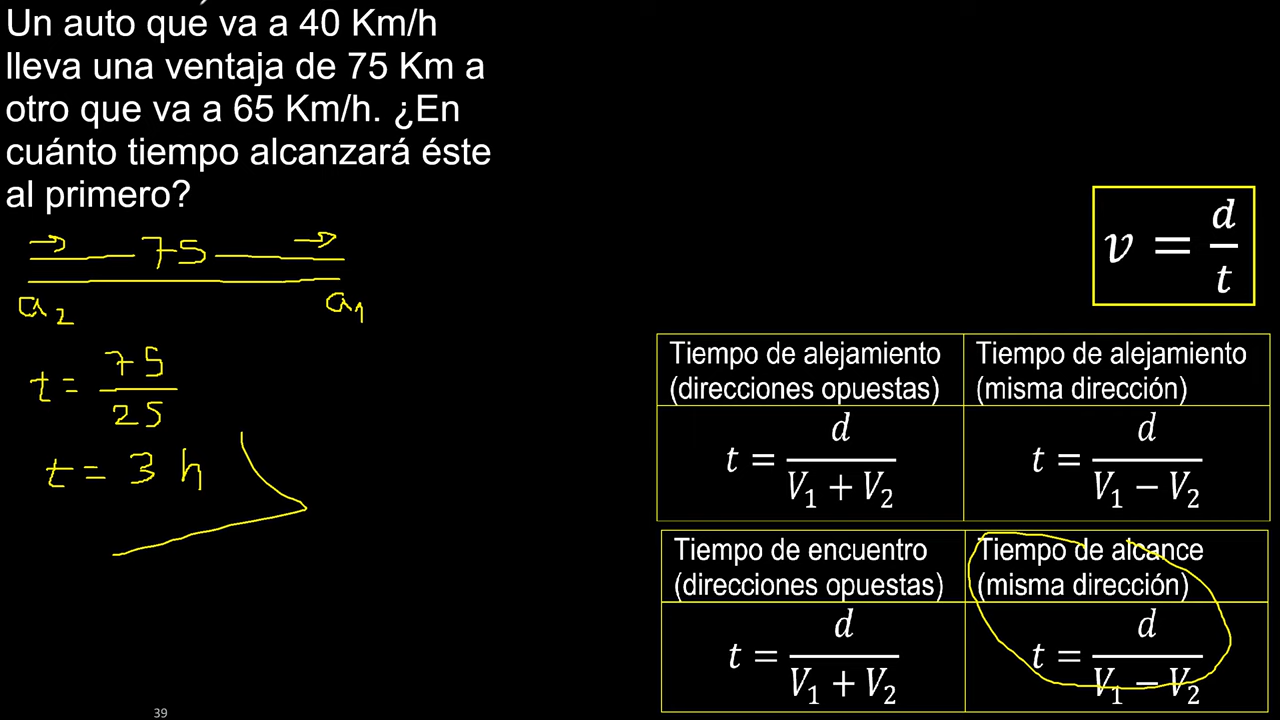 Un auto que va a 40 Km/h
lleva una ventaja de 75 Km a
otro que va a 65 Km/h. ¿En
cuánto tiempo alcanzará éste
al primero?
75
a2 a1
t = 75/25
t = 3 h
v = d/t
Tiempo de alejamiento
(direcciones opuestas)
t = d/(V₁ + V₂)
Tiempo de alejamiento
(misma dirección)
t = d/(V₁ − V₂)
Tiempo de encuentro
(direcciones opuestas)
t = d/(V₁ + V₂)
Tiempo de alcance
(misma dirección)
t = d/(V₁ − V₂)
39